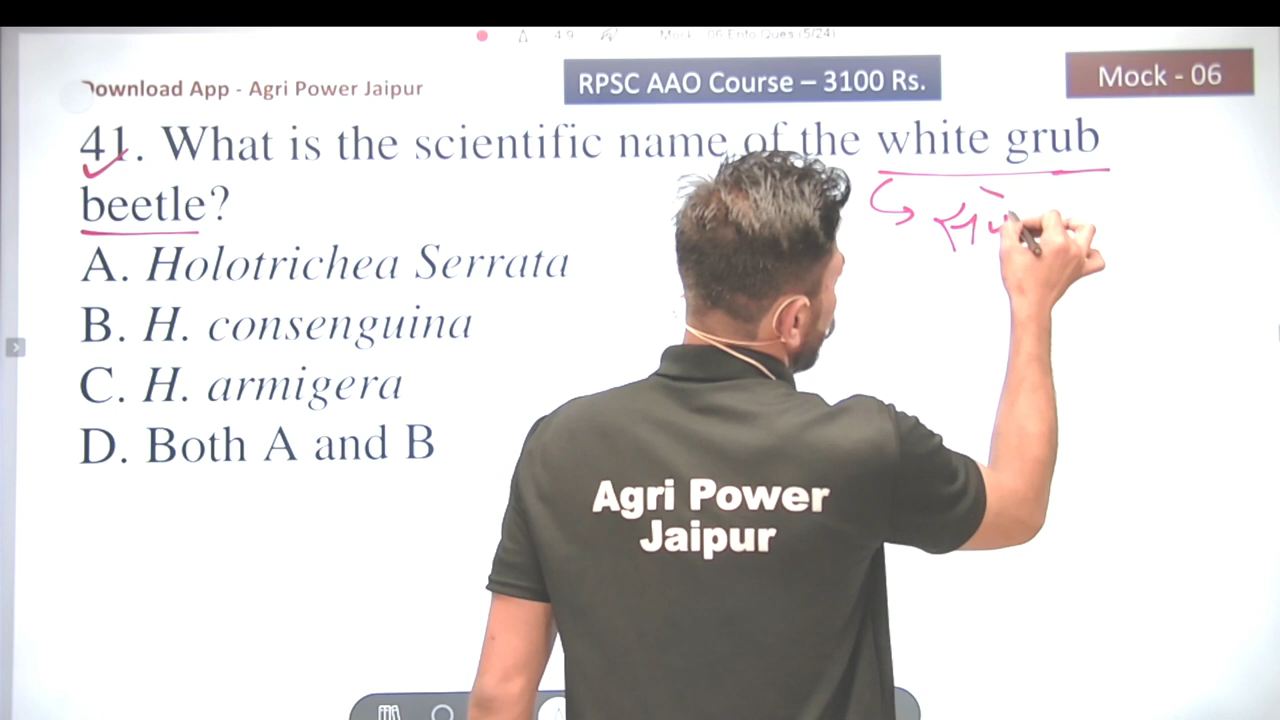 Download App - Agri Power Jaipur
RPSC AAO Course – 3100 Rs.
Mock - 06
41. What is the scientific name of the white grub
beetle?
A. Holotrichea Serrata
B. H. consenguina
C. H. armigera
D. Both A and B
Agri Power
Jaipur